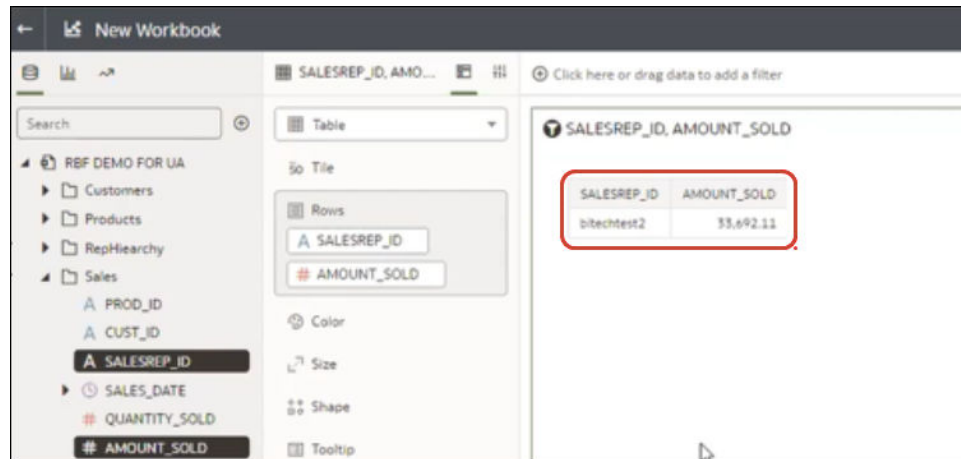 New Workbook
SALESREP_ID, AMO...
Click here or drag data to add a filter
Search
Table
SALESREP_ID, AMOUNT_SOLD
RBF DEMO FOR UA
Tile
Customers
Rows
SALESREP_ID AMOUNT_SOLD
Products
A SALESREP_ID
bitechtest2 33,692.11
RepHiearchy
# AMOUNT_SOLD
Sales
A PROD_ID
Color
A CUST_ID
A SALESREP_ID
Size
SALES_DATE
Shape
# QUANTITY_SOLD
# AMOUNT_SOLD
Tooltip